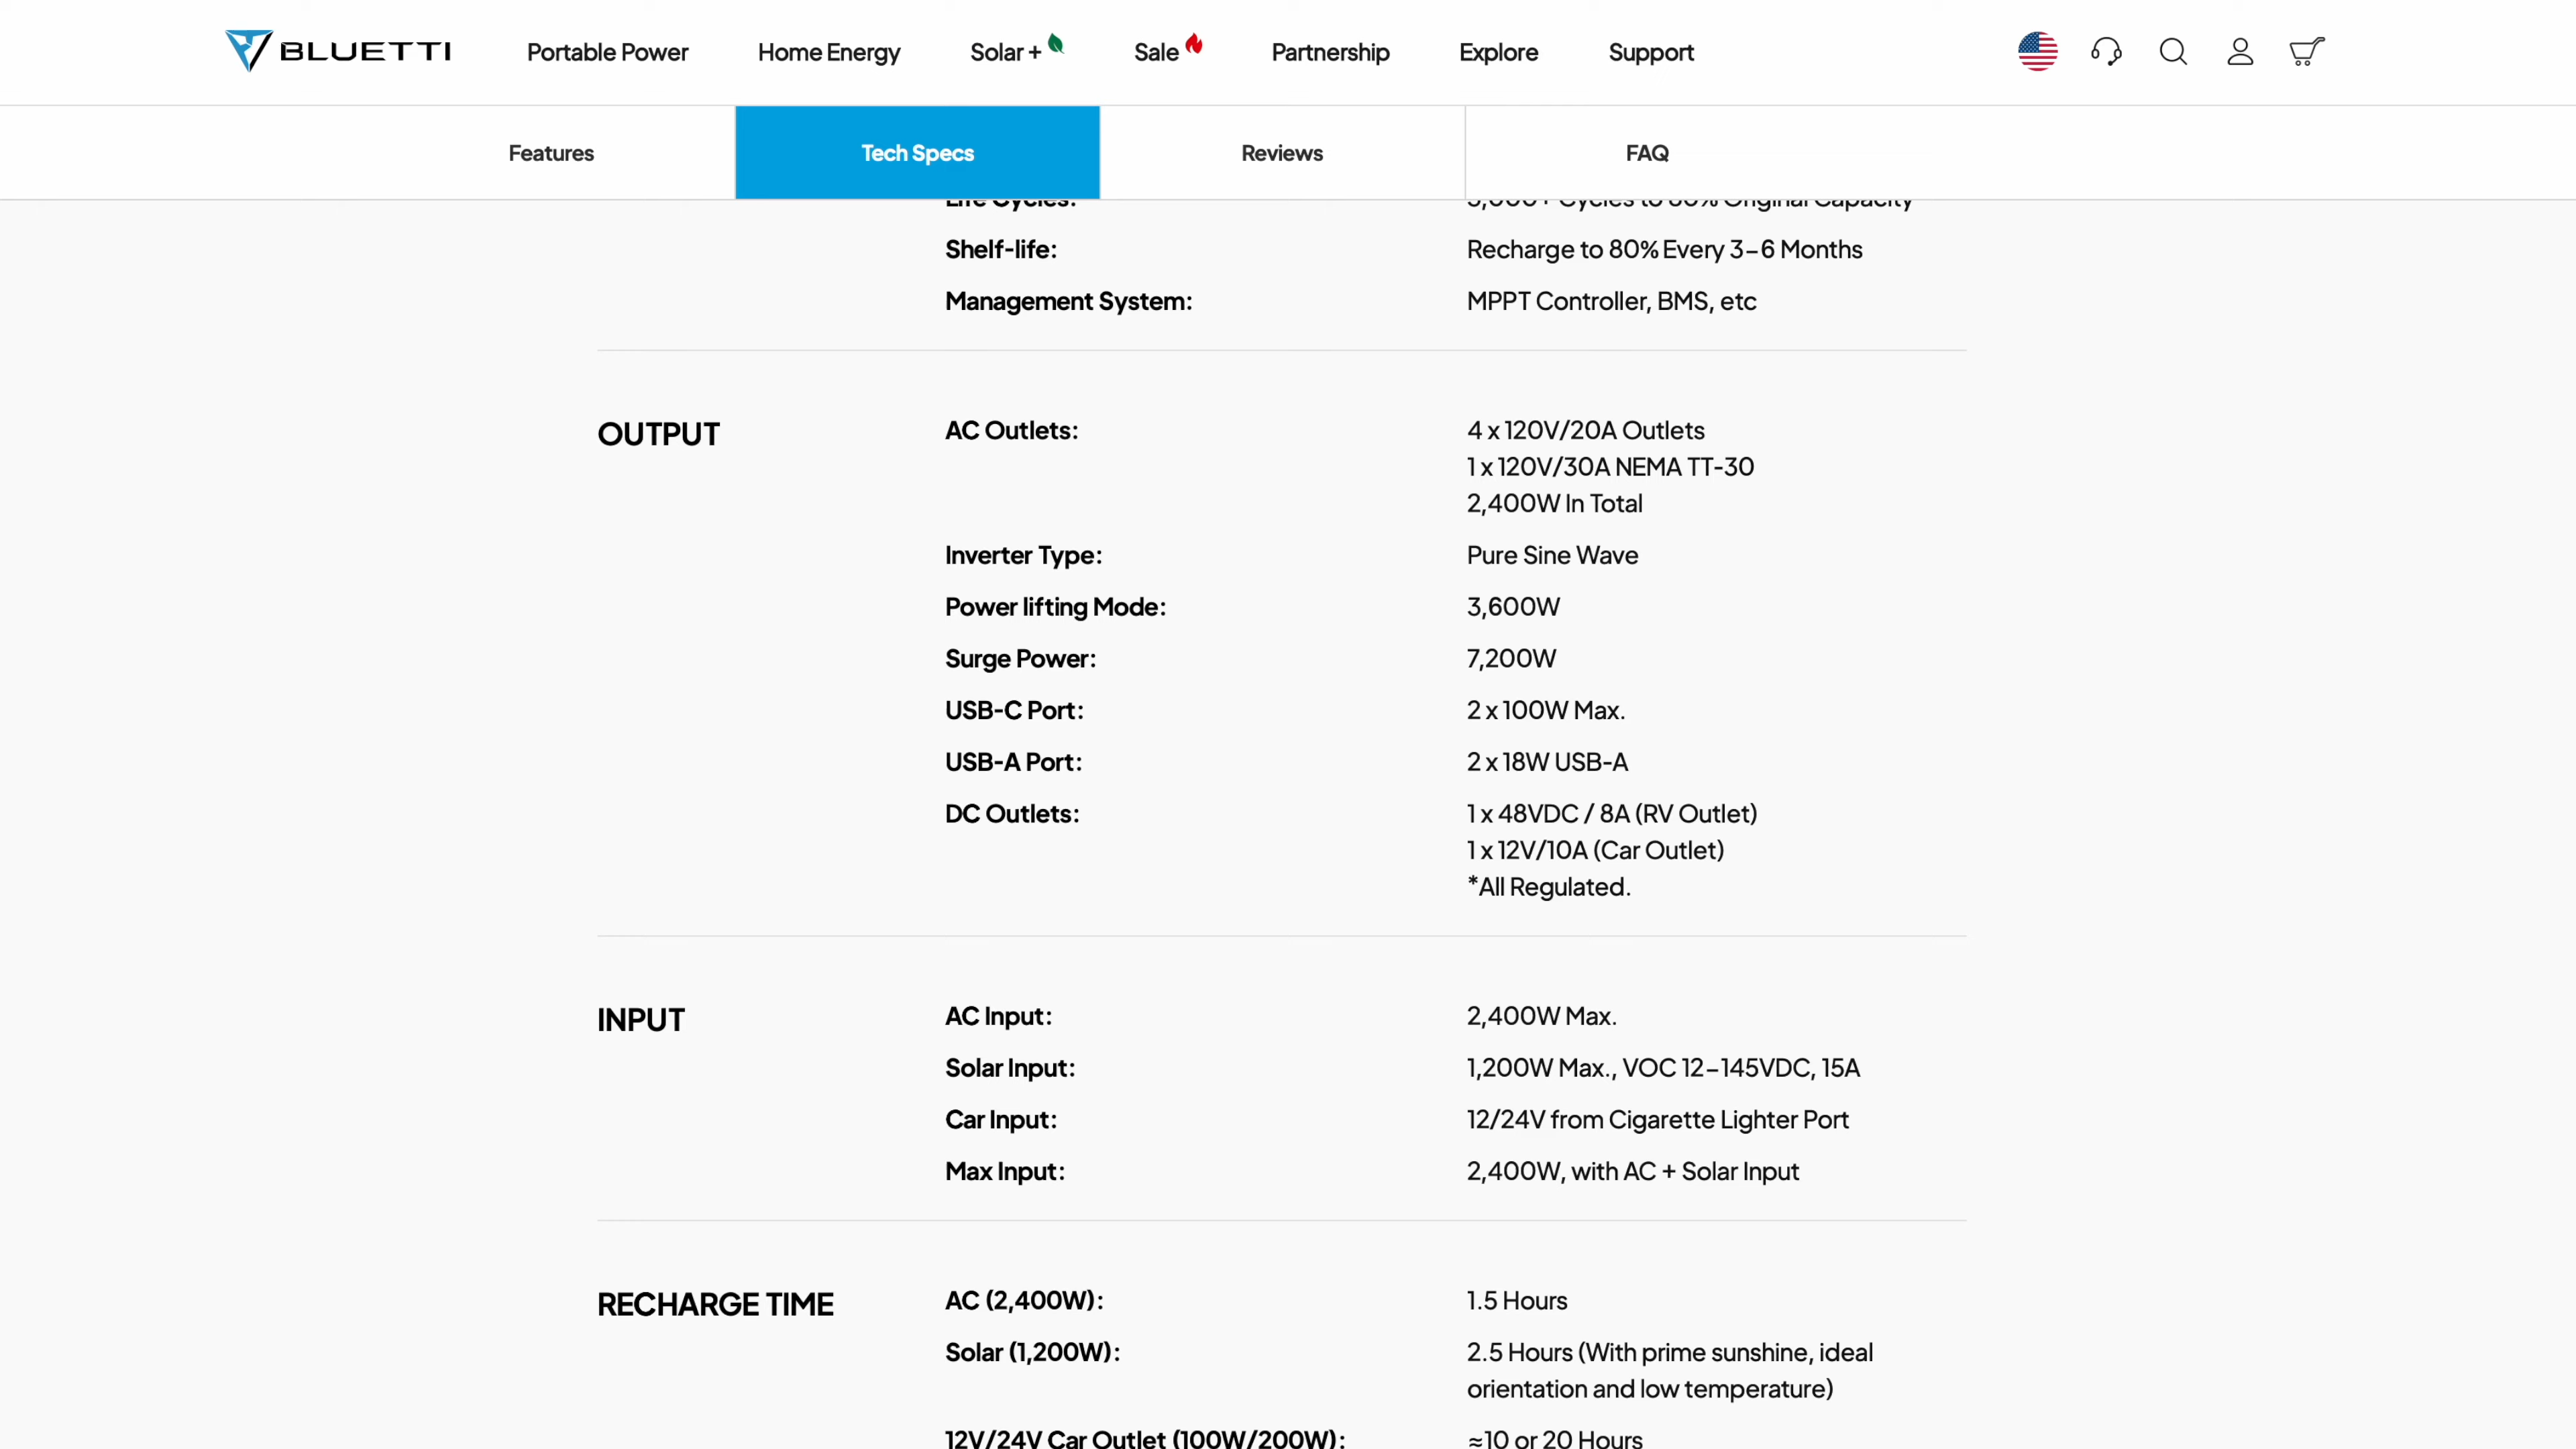 BLUETTI
Portable Power
Home Energy
Solar +
Sale
Partnership
Explore
Support
Features
Tech Specs
Reviews
FAQ
Life Cycles:
Cycles to 80% Original Capacity
Shelf-life:
Recharge to 80% Every 3–6 Months
Management System:
MPPT Controller, BMS, etc
OUTPUT
AC Outlets:
4 x 120V/20A Outlets
1 x 120V/30A NEMA TT-30
2,400W In Total
Inverter Type:
Pure Sine Wave
Power lifting Mode:
3,600W
Surge Power:
7,200W
USB-C Port:
2 x 100W Max.
USB-A Port:
2 x 18W USB-A
DC Outlets:
1 x 48VDC / 8A (RV Outlet)
1 x 12V/10A (Car Outlet)
*All Regulated.
INPUT
AC Input:
2,400W Max.
Solar Input:
1,200W Max., VOC 12–145VDC, 15A
Car Input:
12/24V from Cigarette Lighter Port
Max Input:
2,400W, with AC + Solar Input
RECHARGE TIME
AC (2,400W):
1.5 Hours
Solar (1,200W):
2.5 Hours (With prime sunshine, ideal
orientation and low temperature)
12V/24V Car Outlet (100W/200W):
≈10 or 20 Hours